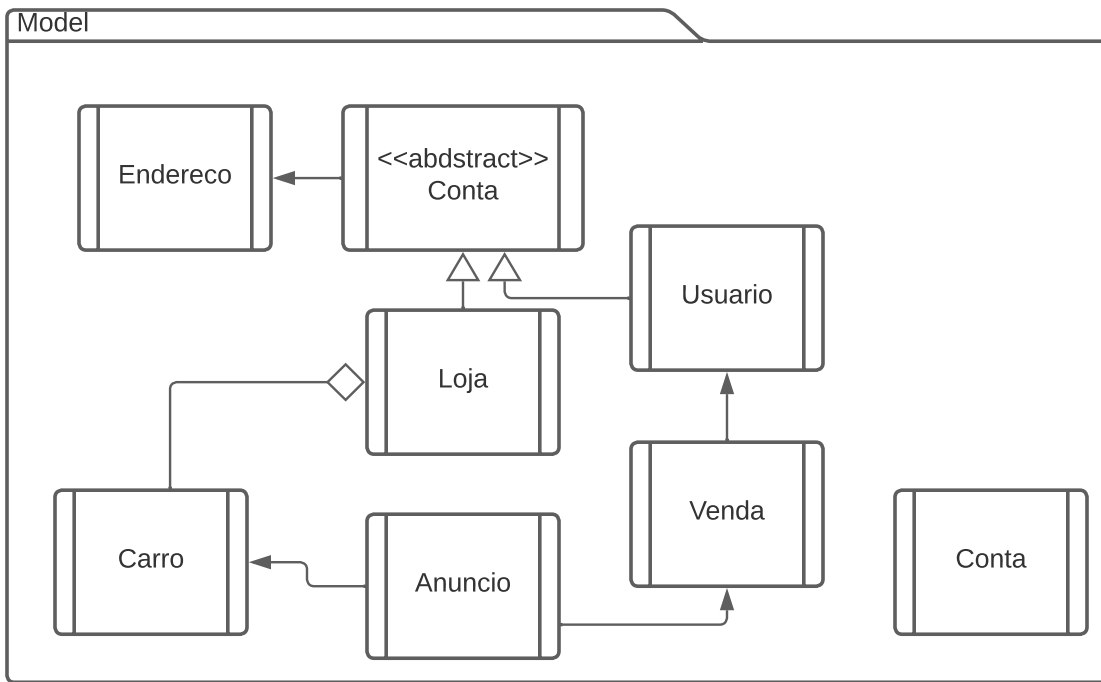 Model
Endereco
<<abdstract>>
Conta
Usuario
Loja
Venda
Carro
Anuncio
Conta